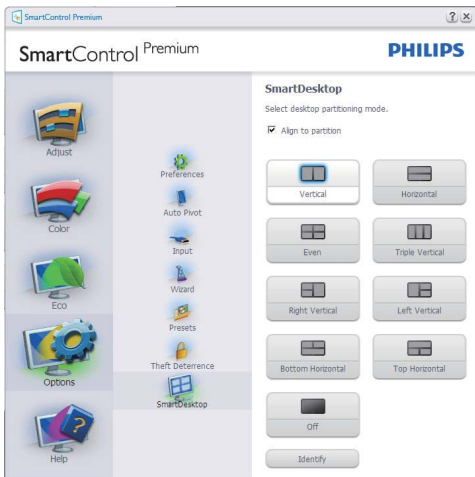 SmartControl Premium
SmartControl Premium
PHILIPS
Adjust
Color
Eco
Options
Help
Preferences
Auto Pivot
Input
Wizard
Presets
Theft Deterrence
SmartDesktop
SmartDesktop
Select desktop partitioning mode.
Align to partition
Vertical
Horizontal
Even
Triple Vertical
Right Vertical
Left Vertical
Bottom Horizontal
Top Horizontal
Off
Identify